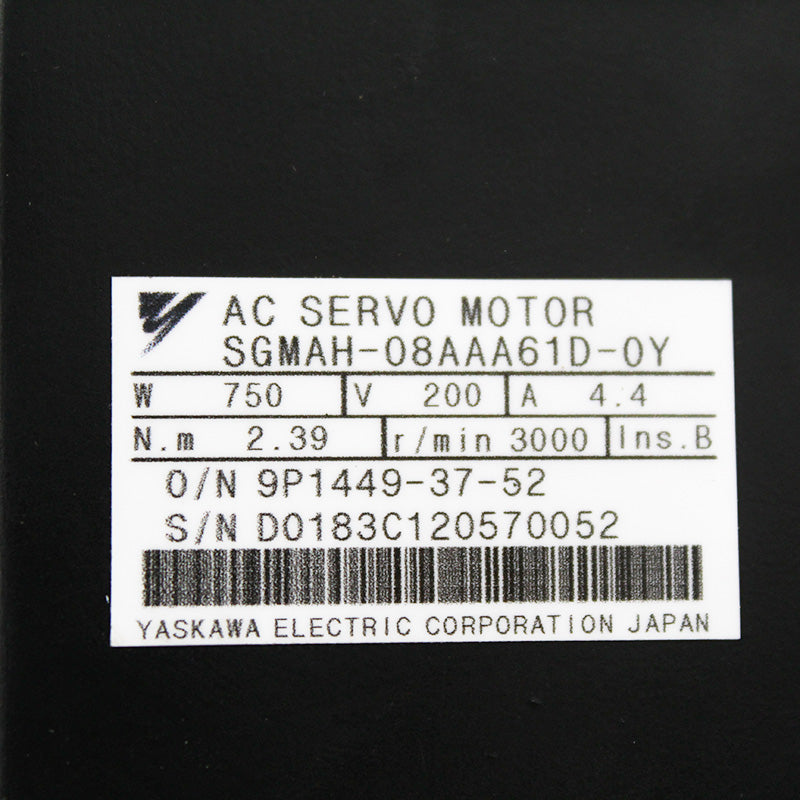 AC SERVO MOTOR
SGMAH-08AAA61D-0Y
W 750 V 200 A 4.4
N.m 2.39 r/min 3000 Ins.B
O/N 9P1449-37-52
S/N D0183C120570052
YASKAWA ELECTRIC CORPORATION JAPAN